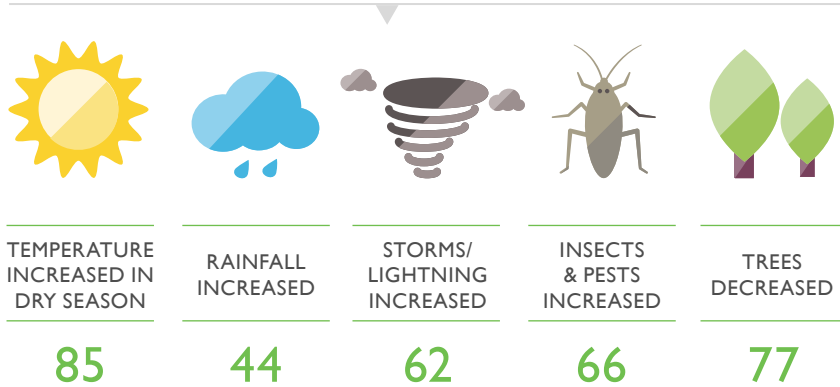 TEMPERATURE
INCREASED IN
DRY SEASON
85
RAINFALL
INCREASED
44
STORMS/
LIGHTNING
INCREASED
62
INSECTS
& PESTS
INCREASED
66
TREES
DECREASED
77